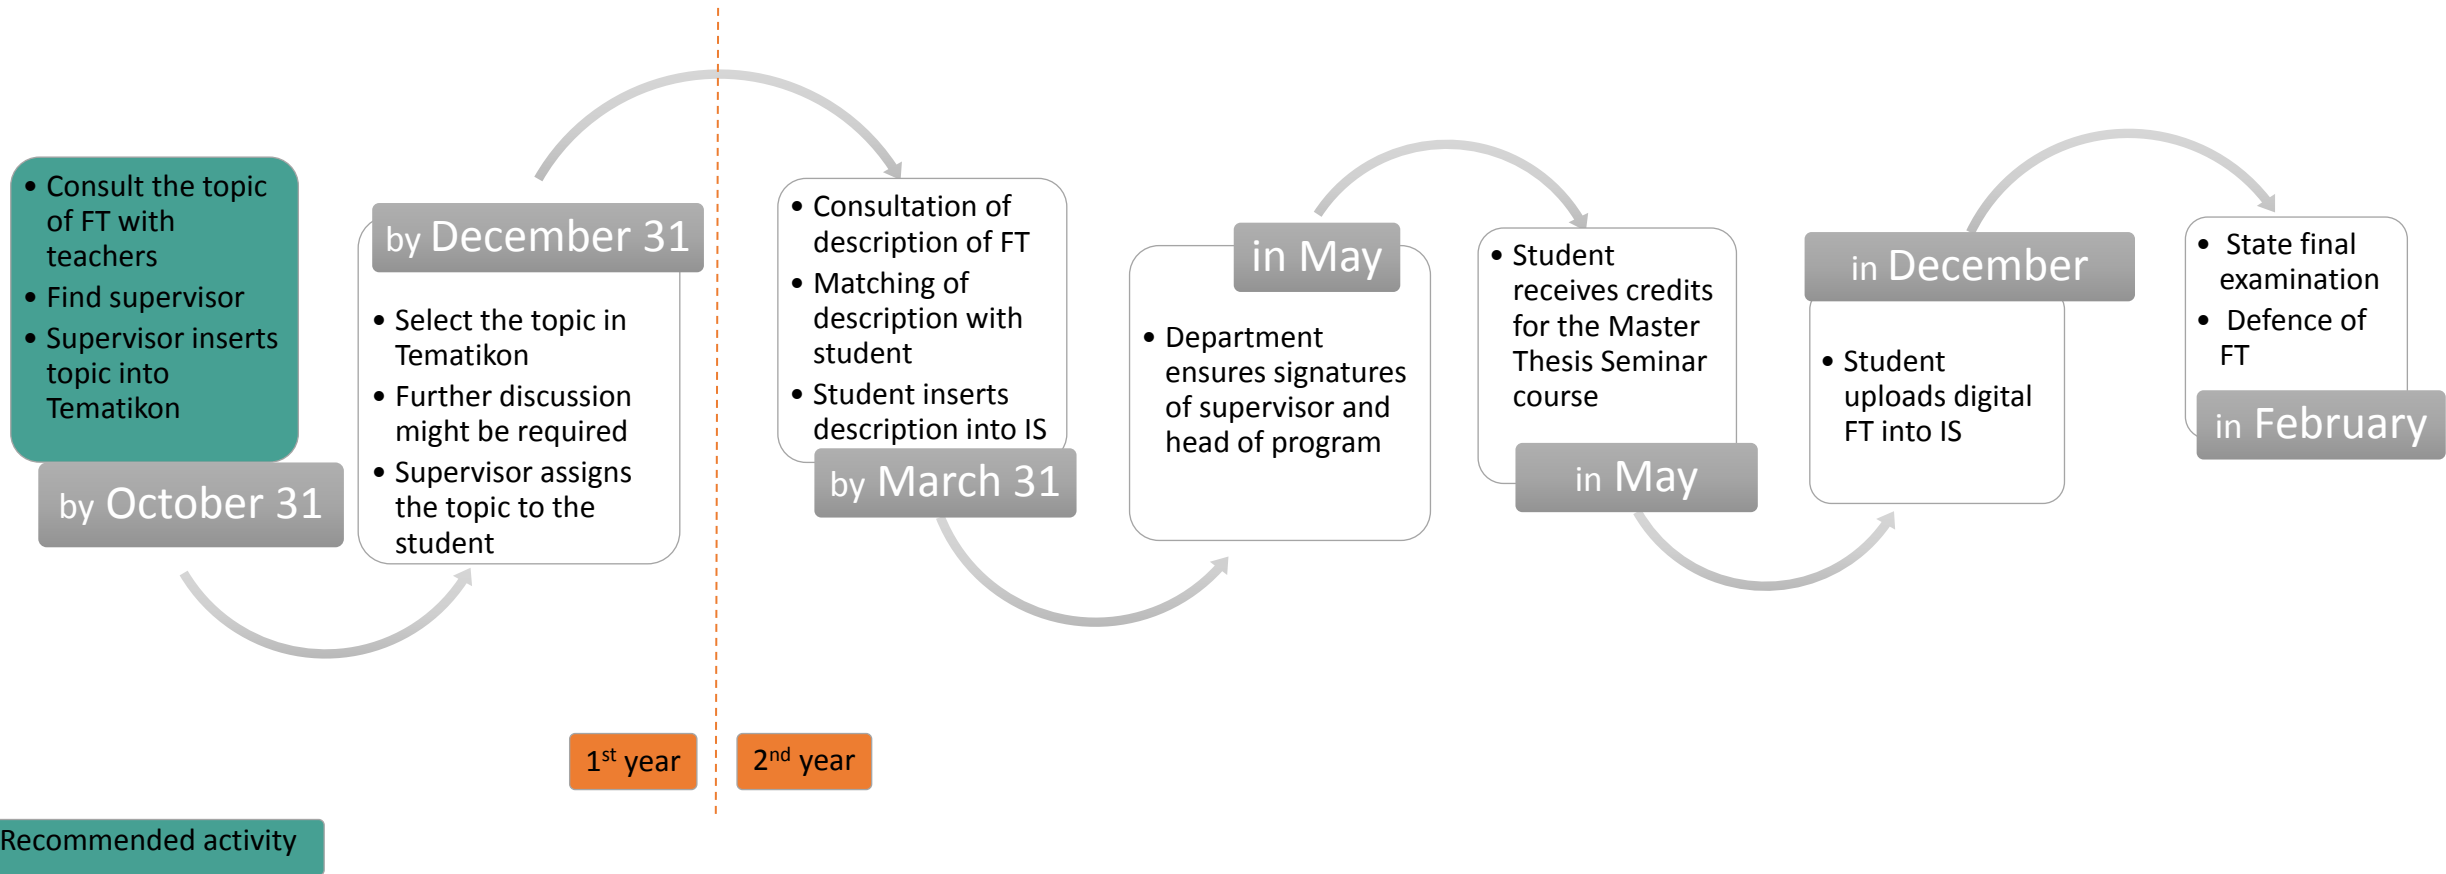 • Consult the topic
of FT with
teachers
• Find supervisor
• Supervisor inserts
topic into
Tematikon
by October 31
by December 31
• Select the topic in
Tematikon
• Further discussion
might be required
• Supervisor assigns
the topic to the
student
• Consultation of
description of FT
• Matching of
description with
student
• Student inserts
description into IS
by March 31
in May
• Department
ensures signatures
of supervisor and
head of program
• Student
receives credits
for the Master
Thesis Seminar
course
in May
in December
• Student
uploads digital
FT into IS
• State final
examination
• Defence of
FT
in February
1st year
2nd year
Recommended activity